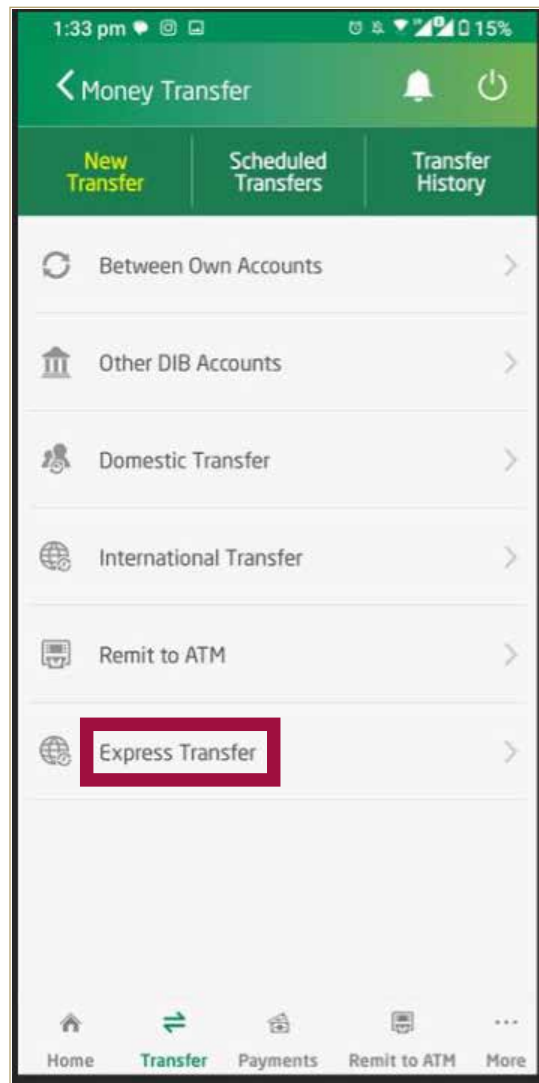 1:33 pm 15%
Money Transfer
New Transfer
Scheduled Transfers
Transfer History
Between Own Accounts
Other DIB Accounts
Domestic Transfer
International Transfer
Remit to ATM
Express Transfer
Home Transfer Payments Remit to ATM More